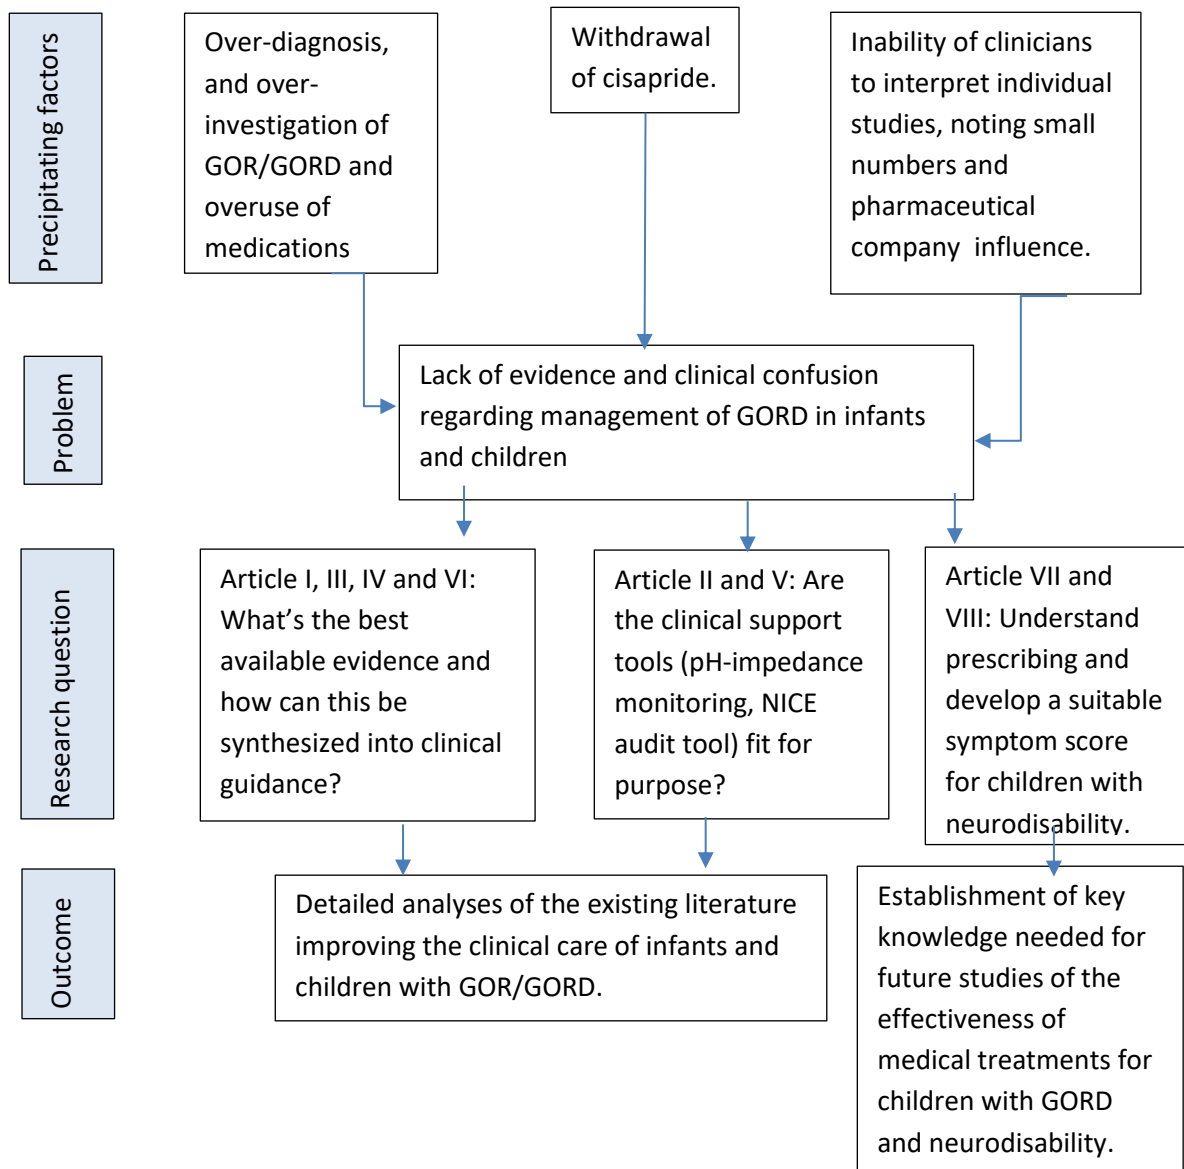 Precipitating factors
Over-diagnosis,
and over-
investigation of
GOR/GORD and
overuse of
medications
Withdrawal
of cisapride.
Inability of clinicians
to interpret individual
studies, noting small
numbers and
pharmaceutical
company  influence.
Problem
Lack of evidence and clinical confusion
regarding management of GORD in infants
and children
Research question
Article I, III, IV and VI:
What’s the best
available evidence and
how can this be
synthesized into clinical
guidance?
Article II and V: Are
the clinical support
tools (pH-impedance
monitoring, NICE
audit tool) fit for
purpose?
Article VII and
VIII: Understand
prescribing and
develop a suitable
symptom score
for children with
neurodisability.
Outcome
Detailed analyses of the existing literature
improving the clinical care of infants and
children with GOR/GORD.
Establishment of key
knowledge needed for
future studies of the
effectiveness of
medical treatments for
children with GORD
and neurodisability.